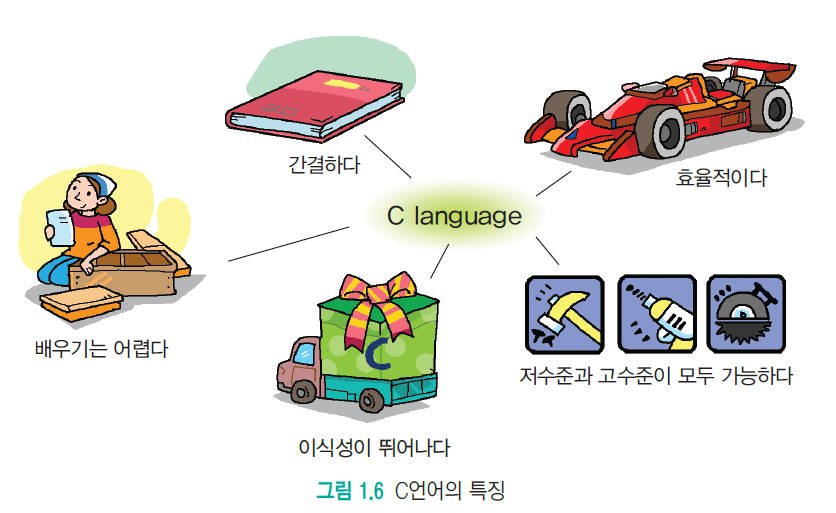 간결하다
효율적이다
C language
배우기는 어렵다
C
저수준과 고수준이 모두 가능하다
이식성이 뛰어나다
그림 1.6 C언어의 특징